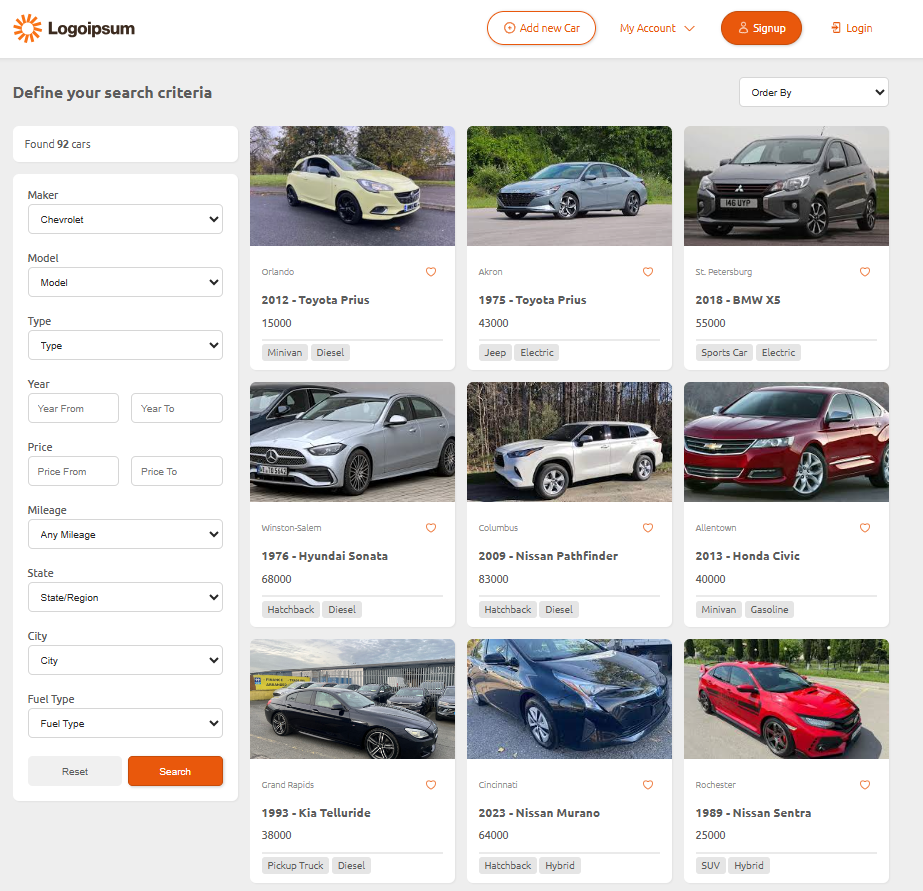 Logoipsum
Add new Car
My Account
Signup
Login
Define your search criteria
Order By
Found 92 cars
Maker
Chevrolet
Model
Model
Type
Type
Year
Year From
Year To
Price
Price From
Price To
Mileage
Any Mileage
State
State/Region
City
City
Fuel Type
Fuel Type
Reset
Search
Orlando
2012 - Toyota Prius
15000
Minivan
Diesel
Akron
1975 - Toyota Prius
43000
Jeep
Electric
146 UYP
St. Petersburg
2018 - BMW X5
55000
Sports Car
Electric
Winston-Salem
1976 - Hyundai Sonata
68000
Hatchback
Diesel
Columbus
2009 - Nissan Pathfinder
83000
Hatchback
Diesel
Allentown
2013 - Honda Civic
40000
Minivan
Gasoline
Grand Rapids
1993 - Kia Telluride
38000
Pickup Truck
Diesel
Cincinnati
2023 - Nissan Murano
64000
Hatchback
Hybrid
Rochester
1989 - Nissan Sentra
25000
SUV
Hybrid